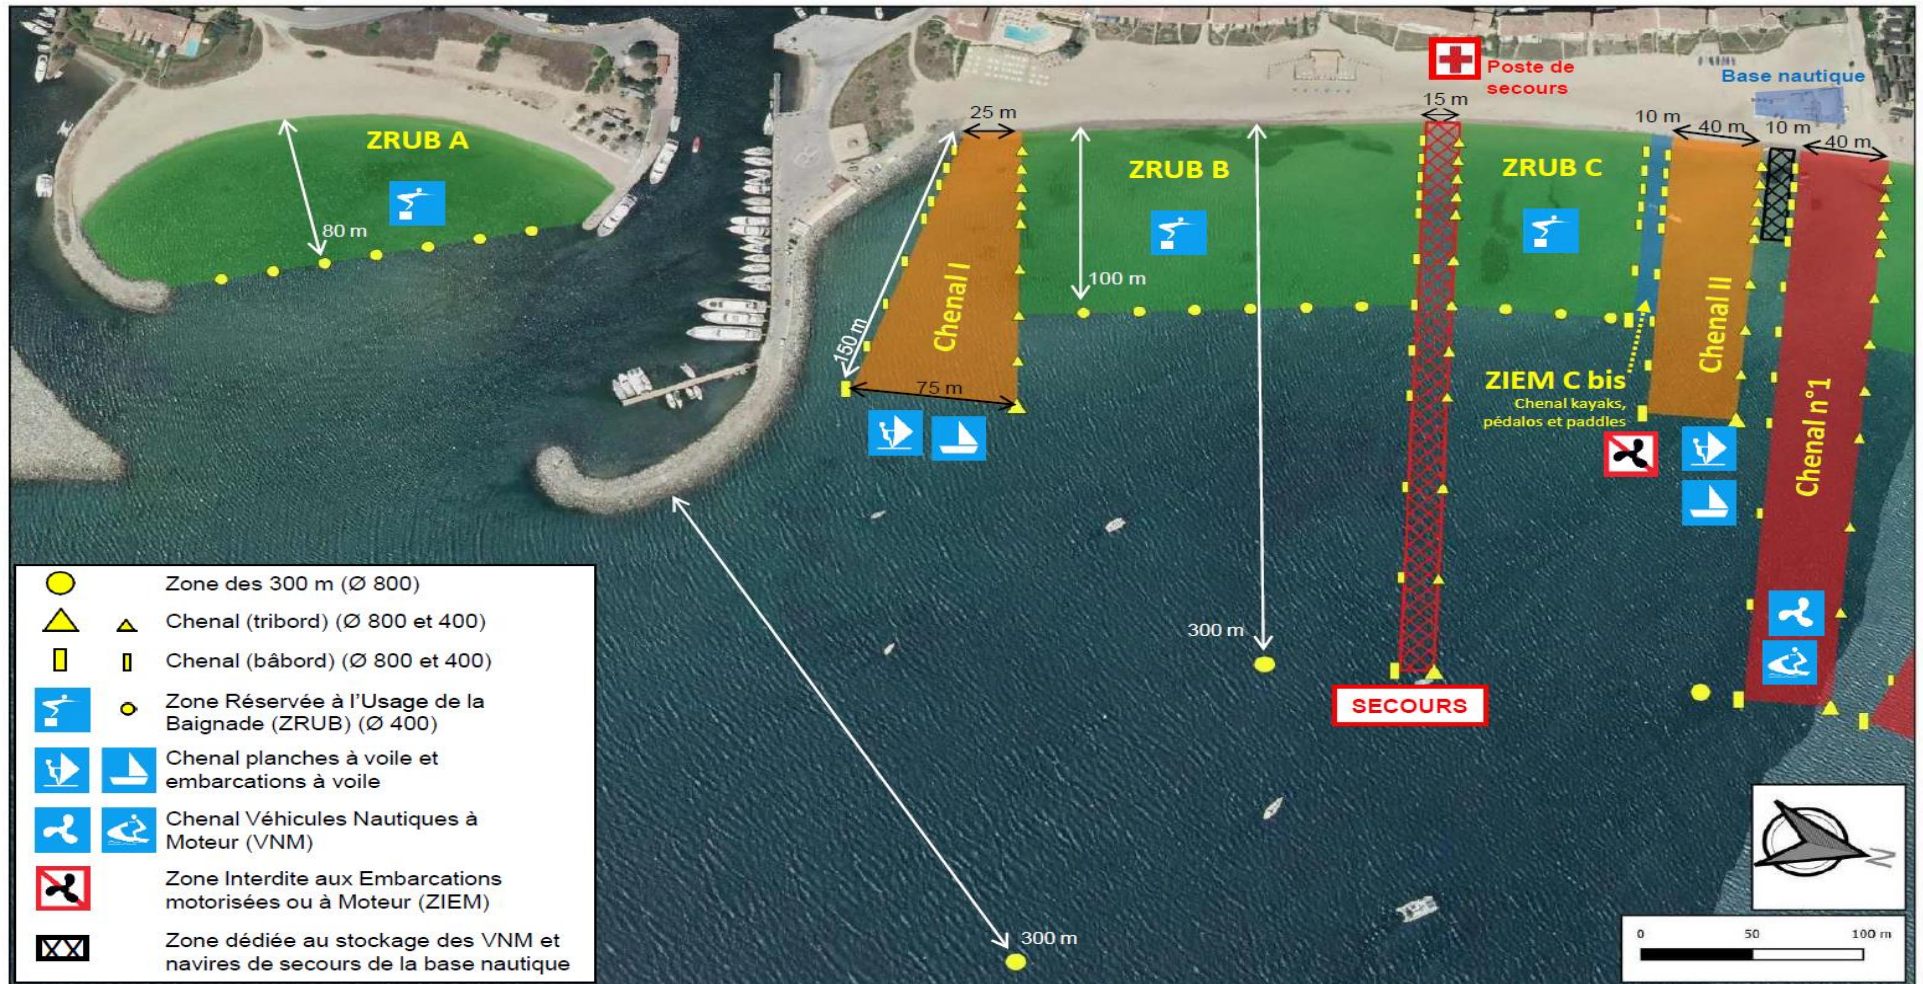 Poste de
secours
Base nautique
25 m
15 m
10 m
40 m
10 m
40 m
ZRUB A
ZRUB B
ZRUB C
80 m
100 m
Chenal I
150 m
75 m
Chenal II
ZIEM C bis
Chenal kayaks,
pédalos et paddles
Chenal n°1
300 m
SECOURS
300 m
Zone des 300 m (Ø 800)
Chenal (tribord) (Ø 800 et 400)
Chenal (bâbord) (Ø 800 et 400)
Zone Réservée à l'Usage de la
Baignade (ZRUB) (Ø 400)
Chenal planches à voile et
embarcations à voile
Chenal Véhicules Nautiques à
Moteur (VNM)
Zone Interdite aux Embarcations
motorisées ou à Moteur (ZIEM)
Zone dédiée au stockage des VNM et
navires de secours de la base nautique
N
0 50 100 m